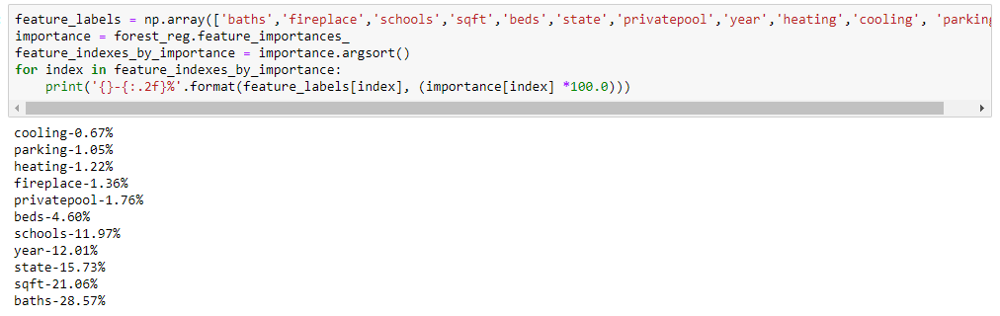 feature_labels = np.array(['baths','fireplace','schools','sqft','beds','state','privatepool','year','heating','cooling', 'parking
importance = forest_reg.feature_importances_
feature_indexes_by_importance = importance.argsort()
for index in feature_indexes_by_importance:
    print('{}-{:.2f}%'.format(feature_labels[index], (importance[index] *100.0)))
cooling-0.67%
parking-1.05%
heating-1.22%
fireplace-1.36%
privatepool-1.76%
beds-4.60%
schools-11.97%
year-12.01%
state-15.73%
sqft-21.06%
baths-28.57%